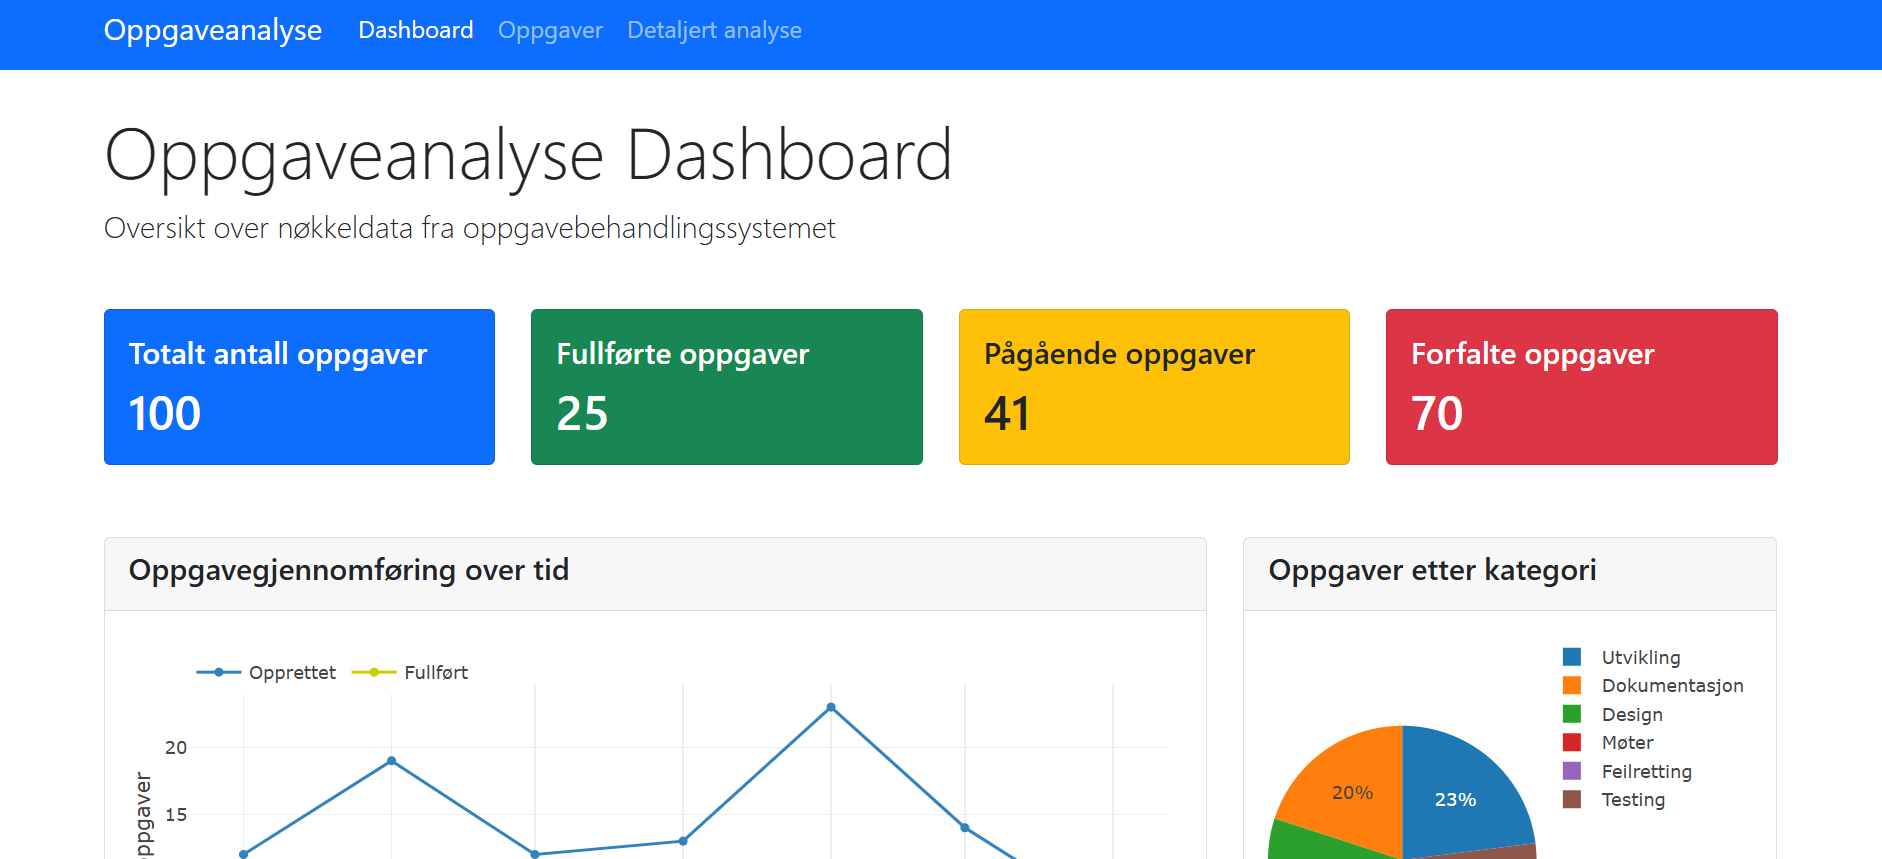 Oppgaveanalyse Dashboard Oppgaver Detaljert analyse
Oppgaveanalyse Dashboard
Oversikt over nøkkeldata fra oppgavebehandlingssystemet
Totalt antall oppgaver
100
Fullførte oppgaver
25
Pågående oppgaver
41
Forfalte oppgaver
70
Oppgavegjennomføring over tid
Opprettet Fullført
20
15
Oppgaver etter kategori
Utvikling
Dokumentasjon
Design
Møter
Feilretting
Testing
20%
23%